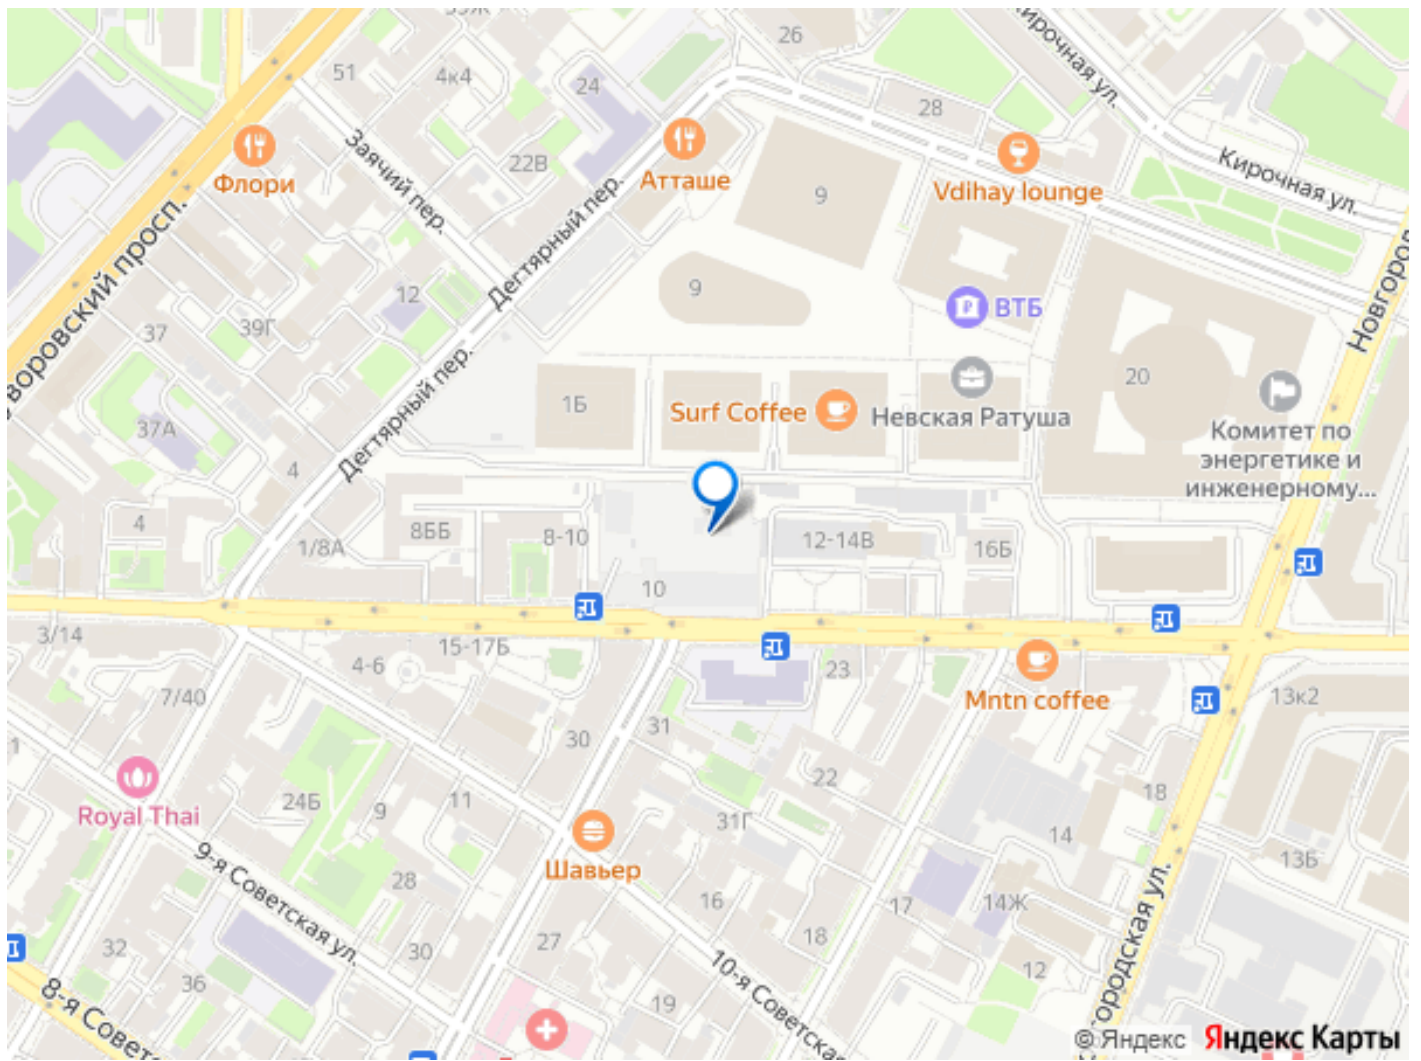 26
51
4к4
24
28
22В
Флори
Атташе
Vdihay lounge
Кирочная ул.
Кирочная ул.
Заячий пер.
Дегтярный пер.
9
9
12
39Г
37
37А
ВТБ
Дегтярный пер.
1Б
Surf Coffee
Невская Ратуша
20
Комитет по
энергетике и
инженерному...
4
4
1/8А
8ББ
8-10
10
12-14В
16Б
3/14
4-6
15-17Б
7/40
23
Mntn coffee
13к2
31
30
22
18
Royal Thai
24Б
9
11
31Г
14
13Б
Шавьер
9-я Советская ул.
28
16
17
14Ж
32
30
27
18
12
36
19
10-я Советская
8-я Совет
© Яндекс
Яндекс Карты